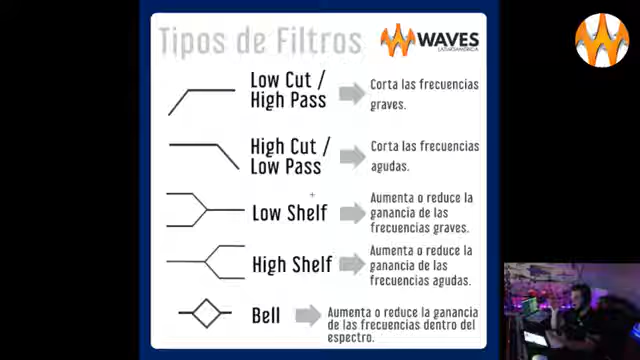 Tipos de Filtros
WAVES
LATINOAMÉRICA
Low Cut /
High Pass
Corta las frecuencias
graves.
High Cut /
Low Pass
Corta las frecuencias
agudas.
Low Shelf
Aumenta o reduce la
ganancia de las
frecuencias graves.
High Shelf
Aumenta o reduce la
ganancia de las
frecuencias agudas.
Bell
Aumenta o reduce la ganancia
de las frecuencias dentro del
espectro.